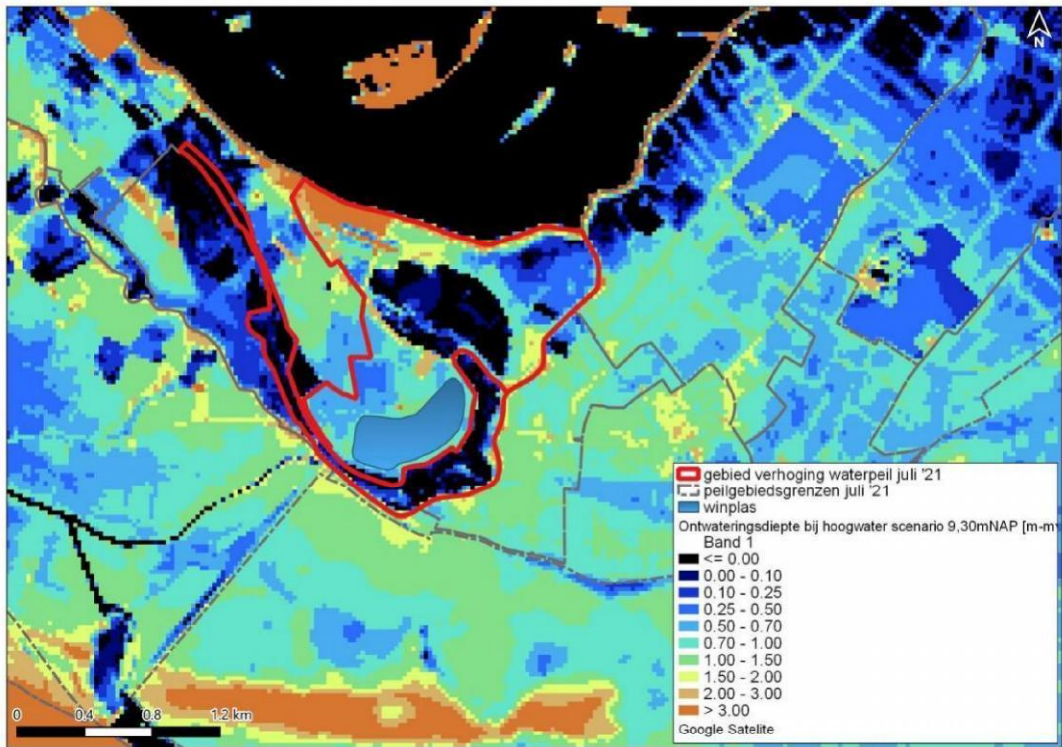 N
gebied verhoging waterpeil juli '21
peilgebiedsgrenzen juli '21
winplas
Ontwateringsdiepte bij hoogwater scenario 9,30mNAP [m-m
Band 1
<= 0.00
0.00 - 0.10
0.10 - 0.25
0.25 - 0.50
0.50 - 0.70
0.70 - 1.00
1.00 - 1.50
1.50 - 2.00
2.00 - 3.00
> 3.00
Google Satelite
0 0.4 0.8 1.2 km